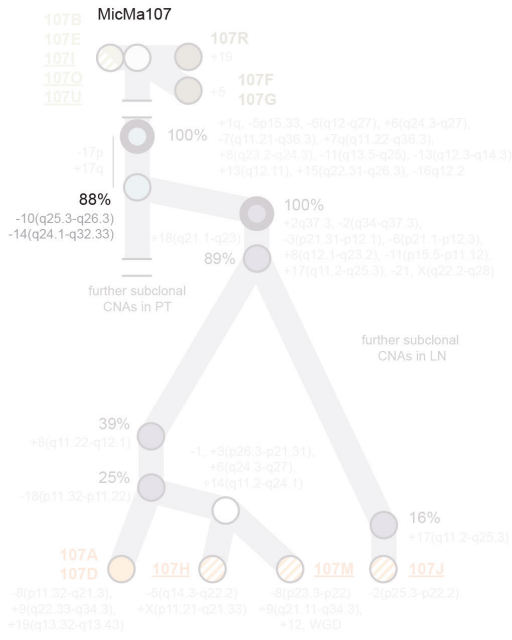 MicMa107
107B
107E
107I
107O
107U
107R
+19
107F
107G
+5
100%
+1q, -5p15.33, -6(q12-q27), +6(q24.3-q27),
-7(q11.21-q36.3), +7q(q11.22-q36.3),
+8(q23.2-q24.3), -11(q13.5-q25), -13(q12.3-q14.3)
+13(q12.11), +15(q22.31-q26.3), -16q12.2
-17p
+17q
88%
-10(q25.3-q26.3)
-14(q24.1-q32.33)
100%
+2q37.3, -2(q34-q37.3),
-3(p21.31-p12.1), -6(p21.1-p12.3),
+8(q12.1-q23.2), -11(p15.5-p11.12),
+17(q11.2-q25.3), -21, X(q22.2-q28)
+18(q21.1-q23)
89%
further subclonal
CNAs in PT
further subclonal
CNAs in LN
39%
+8(q11.22-q12.1)
25%
-18(p11.32-p11.22)
-1, +3(p26.3-p21.31),
+6(q24.3-q27),
+14(q11.2-q24.1)
16%
+17(q11.2-q25.3)
107A
107D
107H
107M
107J
-8(p11.32-q21.3),
+9(q22.33-q34.3),
+19(q13.32-q13.43)
-5(q14.3-q22.2)
+X(p11.21-q21.33)
-8(p23.3-p22)
+9(q21.11-q34.3),
+12, WGD
-2(p25.3-p22.2)